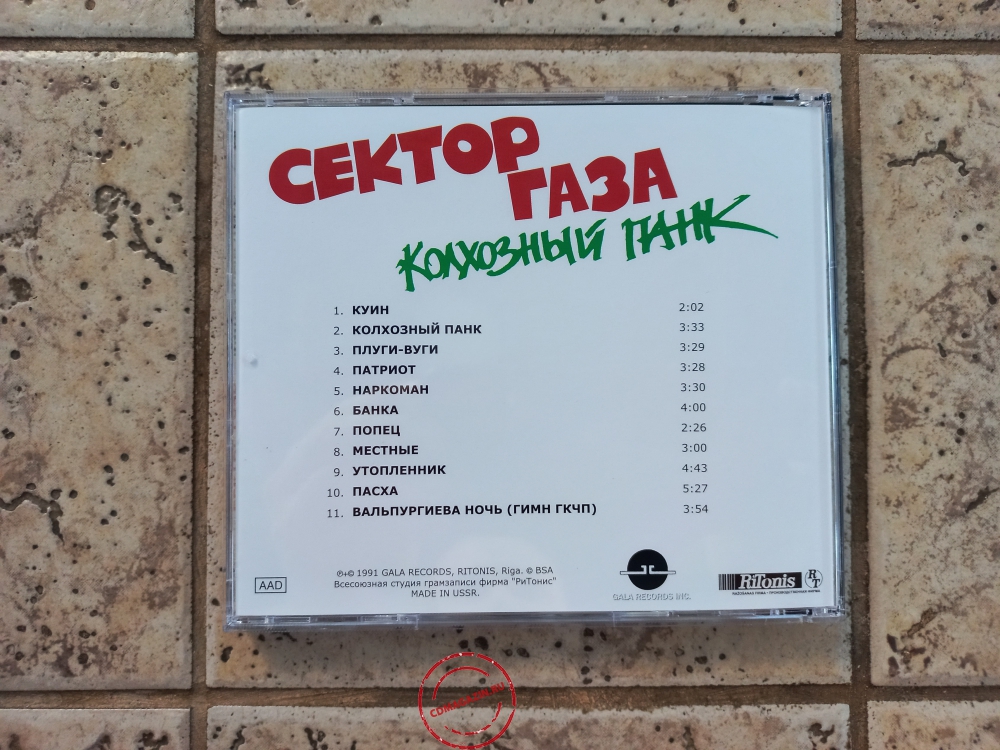 СЕКТОР
ГАЗА
КОЛХОЗНЫЙ ПАНК
1. КУИН 2:02
2. КОЛХОЗНЫЙ ПАНК 3:33
3. ПЛУГИ-ВУГИ 3:29
4. ПАТРИОТ 3:28
5. НАРКОМАН 3:30
6. БАНКА 4:00
7. ПОПЕЦ 2:26
8. МЕСТНЫЕ 3:00
9. УТОПЛЕННИК 4:43
10. ПАСХА 5:27
11. ВАЛЬПУРГИЕВА НОЧЬ (ГИМН ГКЧП) 3:54
AAD
℗+© 1991 GALA RECORDS, RITONIS, Riga. © BSA
Всесоюзная студия грамзаписи фирма "РиТонис"
MADE IN USSR.
GALA RECORDS INC.
RiTonis RT